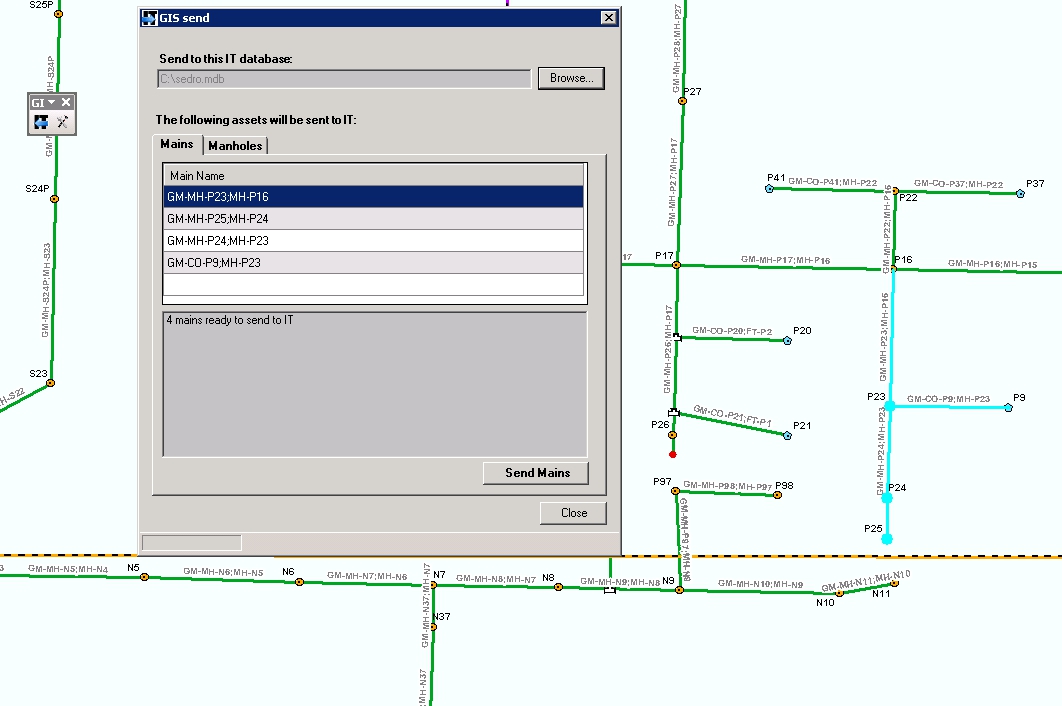 S25P
GM-MH-S24P
GIS send
Send to this IT database:
C:\sedro.mdb
Browse...
The following assets will be sent to IT:
Mains
Manholes
Main Name
GM-MH-P23;MH-P16
GM-MH-P25;MH-P24
GM-MH-P24;MH-P23
GM-CO-P9;MH-P23
4 mains ready to send to IT
Send Mains
Close
GI
S24P
GM-MH-S24P;MH-S23
S23
MH-S22
GM-MH-P28;MH-P27
P27
GM-MH-P27;MH-P17
P41
GM-CO-P41;MH-P22
GM-CO-P37;MH-P22
P37
P22
GM-MH-P22;MH-P16
17
P17
GM-MH-P17;MH-P16
P16
GM-MH-P16;MH-P15
GM-MH-P26;MH-P17
GM-CO-P20;FT-P2
P20
GM-MH-P23;MH-P16
GM-CO-P21;FT-P1
P21
P26
P23
GM-CO-P9;MH-P23
P9
GM-MH-P24;MH-P23
P24
P25
P97
GM-MH-P98;MH-P97
P98
GM-MH-P97;MH-N9
3
GM-MH-N5;MH-N4
N5
GM-MH-N6;MH-N5
N6
GM-MH-N7;MH-N6
N7
GM-MH-N8;MH-N7
N8
GM-MH-N9;MH-N8
N9
GM-MH-N10;MH-N9
N10
GM-MH-N11;MH-N10
N11
GM-MH-N37;MH-N7
N37
MH-N37